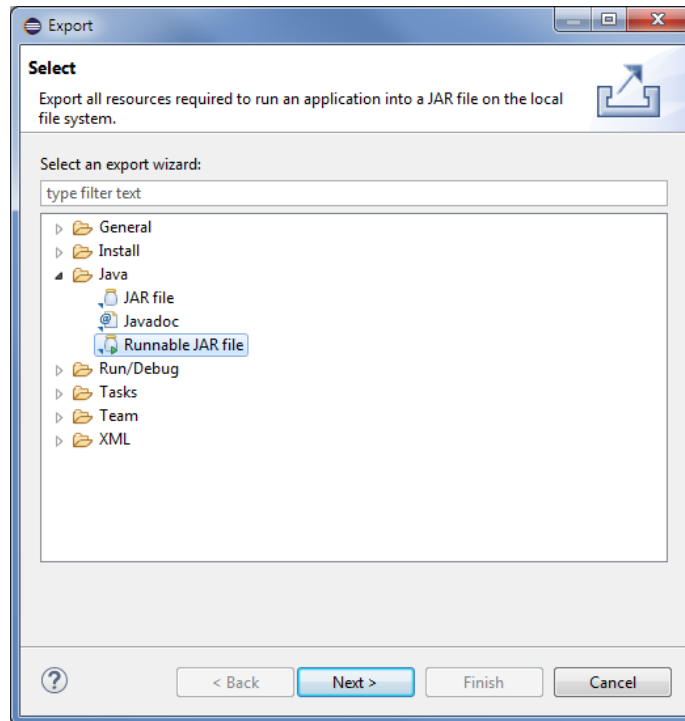 Export
Select
Export all resources required to run an application into a JAR file on the local
file system.
Select an export wizard:
type filter text
General
Install
Java
JAR file
Javadoc
Runnable JAR file
Run/Debug
Tasks
Team
XML
< Back
Next >
Finish
Cancel